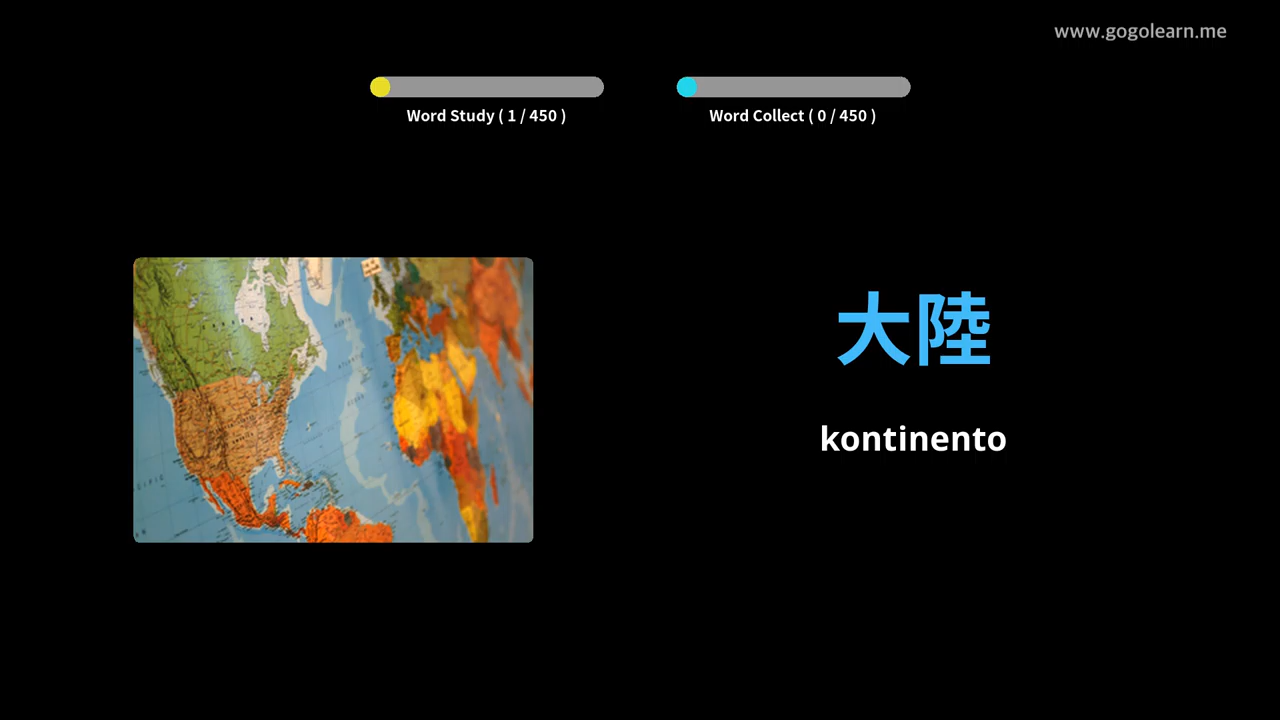 www.gogolearn.me
Word Study ( 1 / 450 )
Word Collect ( 0 / 450 )
大陸
kontinento